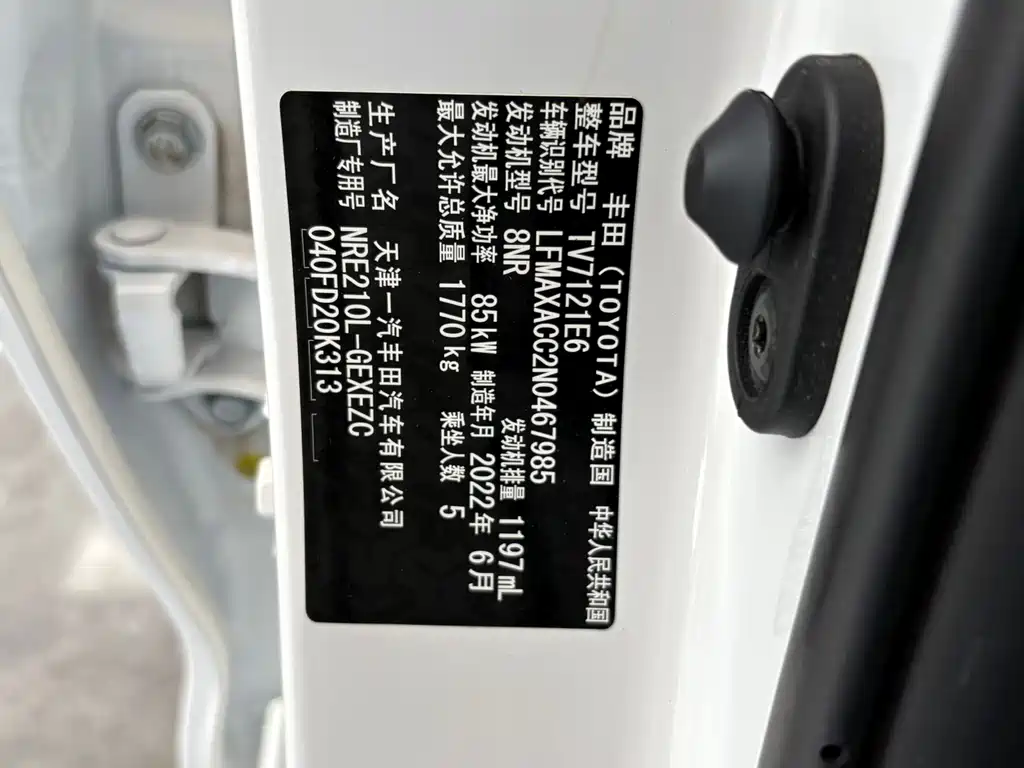 品牌 丰田（TOYOTA） 制造国 中华人民共和国
整车型号 TV7121E6
车辆识别代号 LFMAXACC2N0467985
发动机型号 8NR 发动机排量 1197mL
发动机最大净功率 85kW 制造年月 2022年 6月
最大允许总质量 1770kg 乘坐人数 5
生产厂名 天津一汽丰田汽车有限公司
制造厂专用号 NRE210L-GEXEZC
040FD20K313